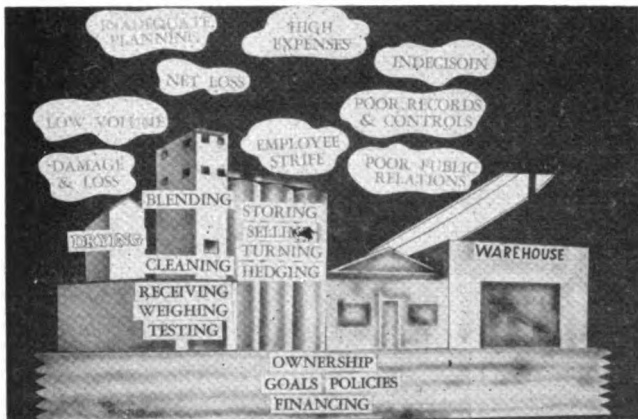 INADEQUATE
PLANNING
HIGH
EXPENSES
INDECISOIN
NET LOSS
POOR RECORDS
& CONTROLS
LOW VOLUME
EMPLOYEE
STRIFE
DAMAGE
& LOSS
POOR PUBLIC
RELATIONS
BLENDING
STORING
SELLING
TURNING
HEDGING
DRYING
CLEANING
WAREHOUSE
RECEIVING
WEIGHING
TESTING
OWNERSHIP
GOALS POLICIES
FINANCING